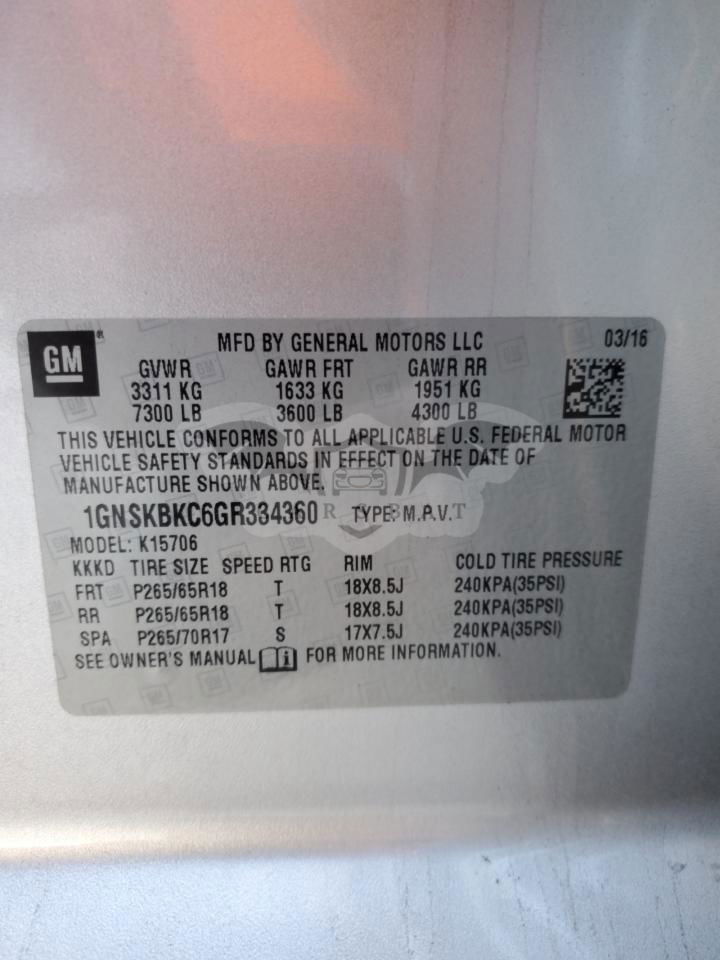 GM
MFD BY GENERAL MOTORS LLC 03/16
GVWR GAWR FRT GAWR RR
3311 KG 1633 KG 1951 KG
7300 LB 3600 LB 4300 LB
THIS VEHICLE CONFORMS TO ALL APPLICABLE U.S. FEDERAL MOTOR
VEHICLE SAFETY STANDARDS IN EFFECT ON THE DATE OF
MANUFACTURE SHOWN ABOVE.
1GNSKBKC6GR334360 TYPE: M.P.V.
MODEL: K15706
KKKD TIRE SIZE SPEED RTG RIM COLD TIRE PRESSURE
FRT P265/65R18 T 18X8.5J 240KPA(35PSI)
RR P265/65R18 T 18X8.5J 240KPA(35PSI)
SPA P265/70R17 S 17X7.5J 240KPA(35PSI)
SEE OWNER'S MANUAL FOR MORE INFORMATION.